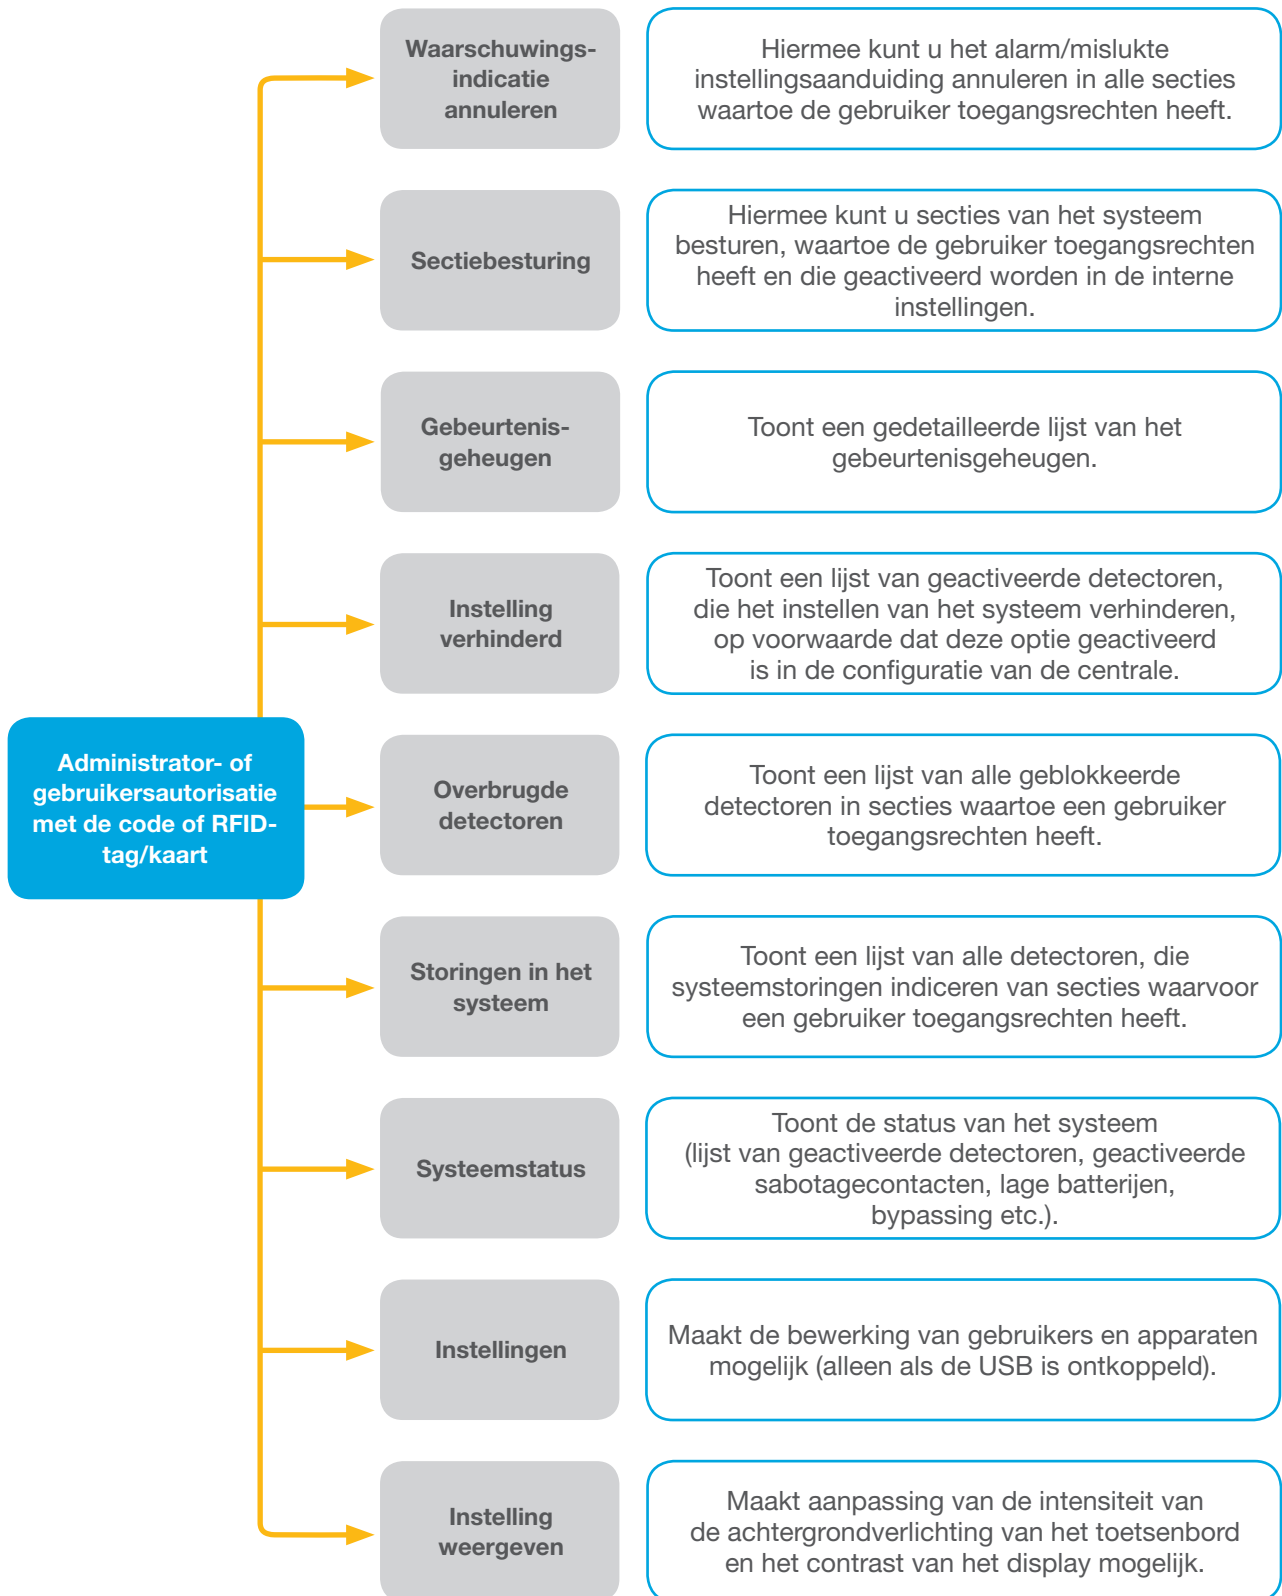 Waarschuwings-
indicatie
annuleren
Hiermee kunt u het alarm/mislukte
instellingsaanduiding annuleren in alle secties
waartoe de gebruiker toegangsrechten heeft.
Sectiebesturing
Hiermee kunt u secties van het systeem
besturen, waartoe de gebruiker toegangsrechten
heeft en die geactiveerd worden in de interne
instellingen.
Gebeurtenis-
geheugen
Toont een gedetailleerde lijst van het
gebeurtenisgeheugen.
Instelling
verhinderd
Toont een lijst van geactiveerde detectoren,
die het instellen van het systeem verhinderen,
op voorwaarde dat deze optie geactiveerd
is in de configuratie van de centrale.
Administrator- of
gebruikersautorisatie
met de code of RFID-
tag/kaart
Overbrugde
detectoren
Toont een lijst van alle geblokkeerde
detectoren in secties waartoe een gebruiker
toegangsrechten heeft.
Storingen in het
systeem
Toont een lijst van alle detectoren, die
systeemstoringen indiceren van secties waarvoor
een gebruiker toegangsrechten heeft.
Systeemstatus
Toont de status van het systeem
(lijst van geactiveerde detectoren, geactiveerde
sabotagecontacten, lage batterijen,
bypassing etc.).
Instellingen
Maakt de bewerking van gebruikers en apparaten
mogelijk (alleen als de USB is ontkoppeld).
Instelling
weergeven
Maakt aanpassing van de intensiteit van
de achtergrondverlichting van het toetsenbord
en het contrast van het display mogelijk.